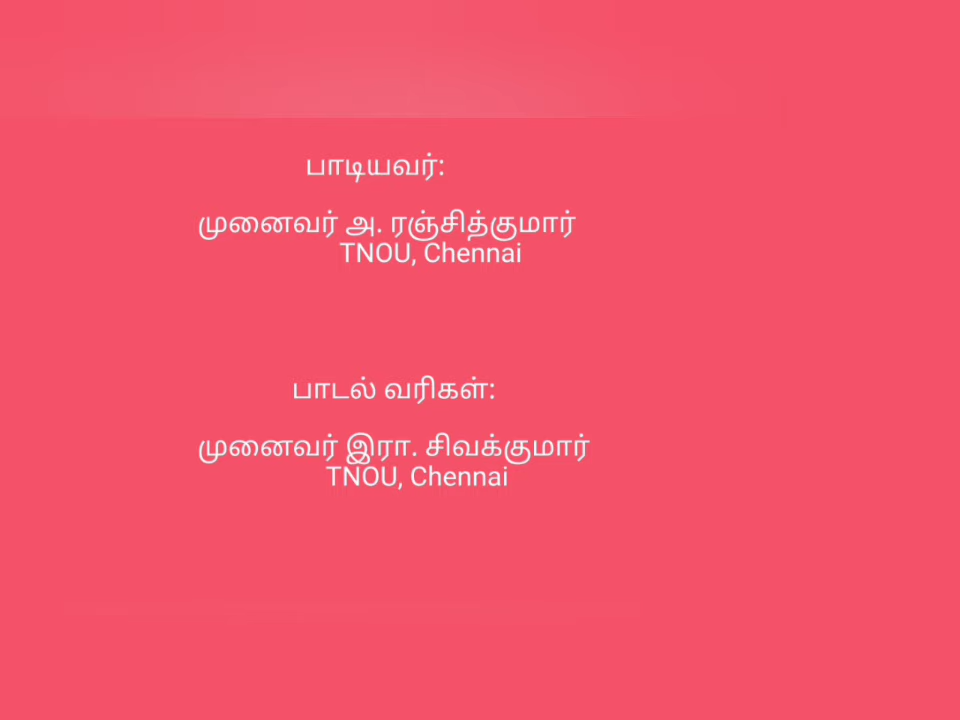 பாடியவர்:
முனைவர் அ. ரஞ்சித்குமார்
TNOU, Chennai
பாடல் வரிகள்:
முனைவர் இரா. சிவக்குமார்
TNOU, Chennai